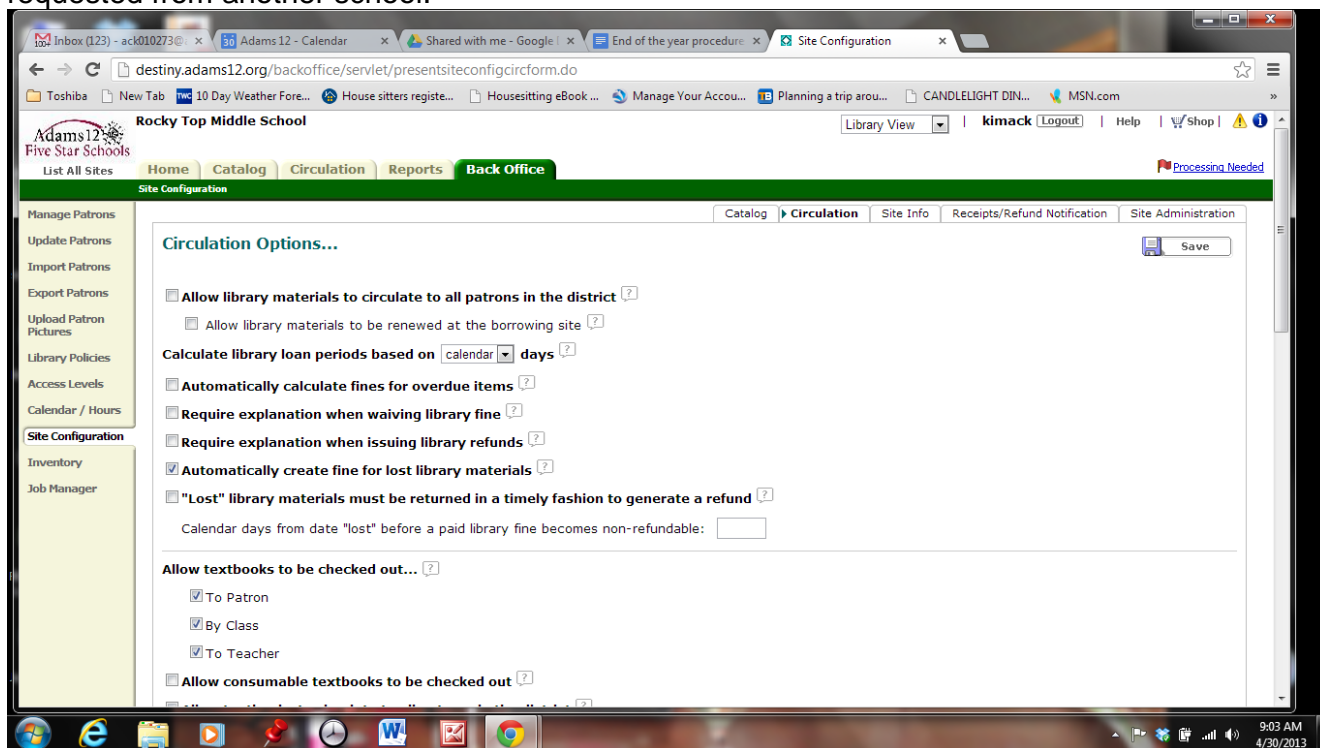 requested from another school.
Inbox (123) - ack010273@
Adams 12 - Calendar
Shared with me - Google
End of the year procedure
Site Configuration
destiny.adams12.org/backoffice/servlet/presentsiteconfigcircform.do
Toshiba New Tab 10 Day Weather Fore... House sitters registe... Housesitting eBook ... Manage Your Accou... Planning a trip arou... CANDLELIGHT DIN... MSN.com »
Adams12
Five Star Schools
List All Sites
Rocky Top Middle School
Library View | kimack Logout | Help | Shop |
Home Catalog Circulation Reports Back Office
Processing Needed
Site Configuration
Catalog Circulation Site Info Receipts/Refund Notification Site Administration
Manage Patrons
Update Patrons
Import Patrons
Export Patrons
Upload Patron
Pictures
Library Policies
Access Levels
Calendar / Hours
Site Configuration
Inventory
Job Manager
Circulation Options...
Save
Allow library materials to circulate to all patrons in the district ?
Allow library materials to be renewed at the borrowing site ?
Calculate library loan periods based on calendar days ?
Automatically calculate fines for overdue items ?
Require explanation when waiving library fine ?
Require explanation when issuing library refunds ?
Automatically create fine for lost library materials ?
"Lost" library materials must be returned in a timely fashion to generate a refund ?
Calendar days from date "lost" before a paid library fine becomes non-refundable:
Allow textbooks to be checked out... ?
To Patron
By Class
To Teacher
Allow consumable textbooks to be checked out ?
9:03 AM
4/30/2013